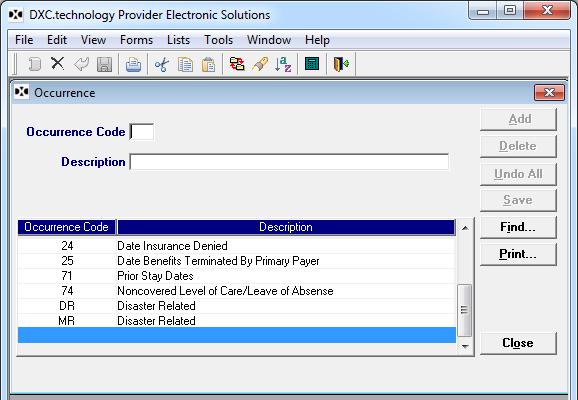 DXC.technology Provider Electronic Solutions
File Edit View Forms Lists Tools Window Help
Occurrence
Occurrence Code
Description
Add
Delete
Undo All
Save
Find...
Print...
Close
Occurrence Code Description
24 Date Insurance Denied
25 Date Benefits Terminated By Primary Payer
71 Prior Stay Dates
74 Noncovered Level of Care/Leave of Absense
DR Disaster Related
MR Disaster Related